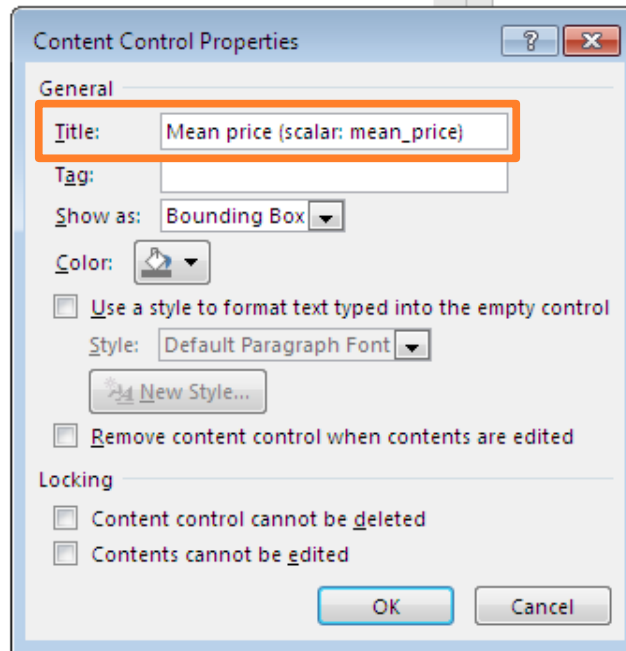 Content Control Properties
?
General
Title: Mean price (scalar: mean_price)
Tag:
Show as: Bounding Box
Color:
Use a style to format text typed into the empty control
Style: Default Paragraph Font
New Style...
Remove content control when contents are edited
Locking
Content control cannot be deleted
Contents cannot be edited
OK Cancel